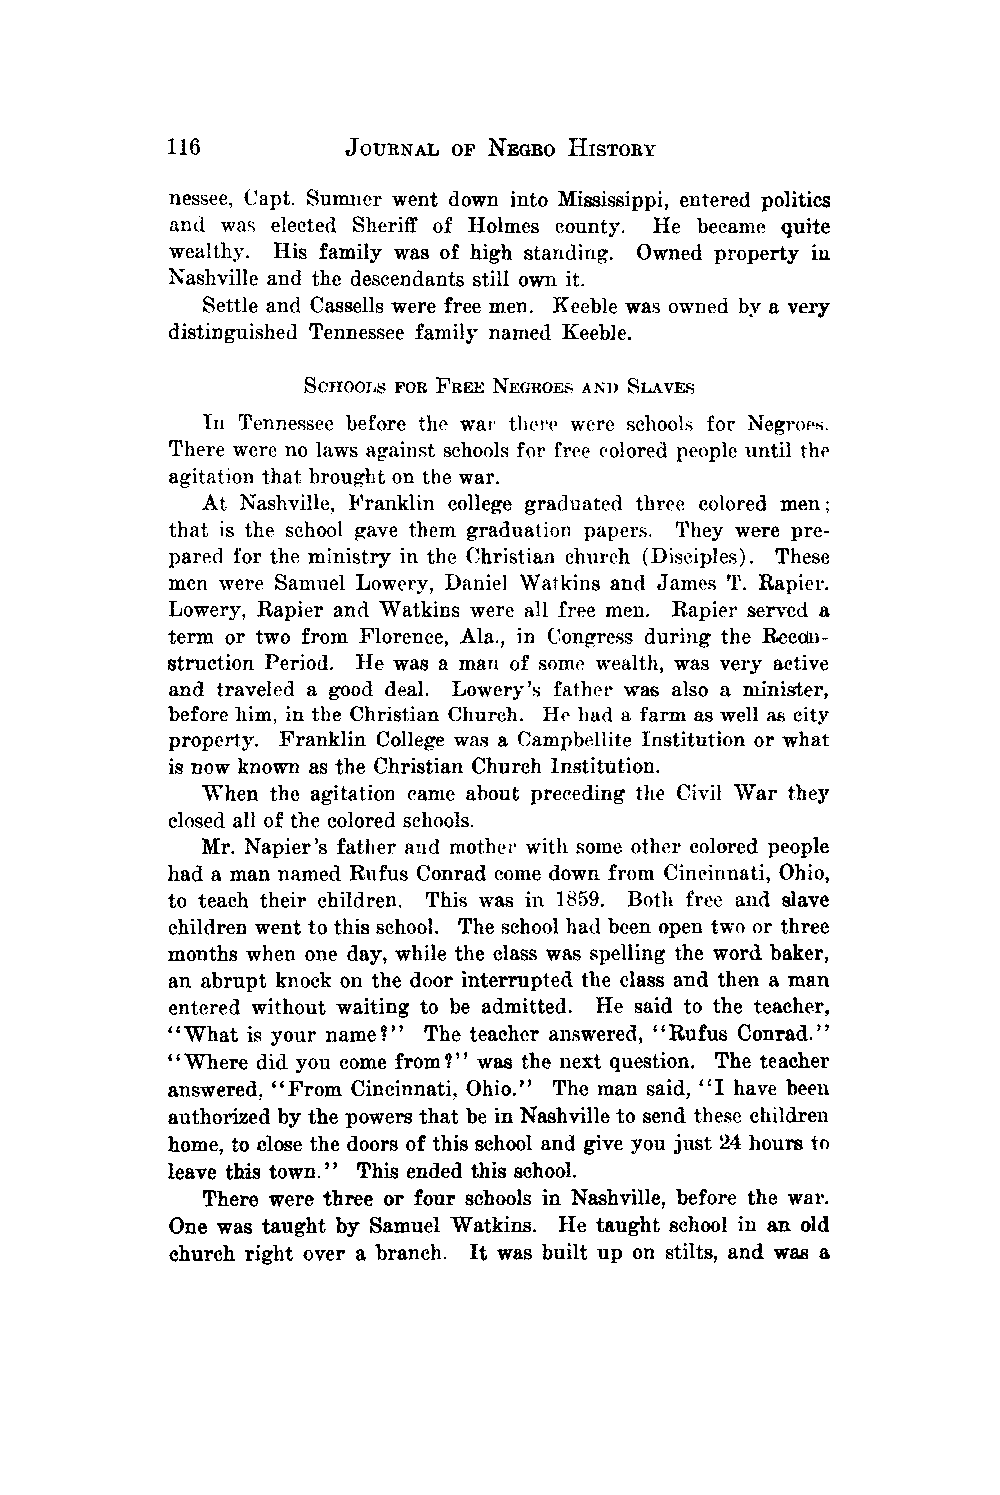 116 JOURNAL OF NEGRO HISTORY
nessee, Capt. Sumner went down into Mississippi, entered politics
and was elected Sheriff of Holmes county. He became quite
wealthy. His family was of high standing. Owned property in
Nashville and the descendants still own it.
Settle and Cassells were free men. Keeble was owned by a very
distinguished Tennessee family named Keeble.
SCHOOLS FOR FREE NEGROES AND SLAVES
In Tennessee before the war there were schools for Negroes.
There were no laws against schools for free colored people until the
agitation that brought on the war.
At Nashville, Franklin college graduated three colored men;
that is the school gave them graduation papers. They were pre-
pared for the ministry in the Christian church (Disciples). These
men were Samuel Lowery, Daniel Watkins and James T. Rapier.
Lowery, Rapier and Watkins were all free men. Rapier served a
term or two from Florence, Ala., in Congress during the Recon-
struction Period. He was a man of some wealth, was very active
and traveled a good deal. Lowery's father was also a minister,
before him, in the Christian Church. He had a farm as well as city
property. Franklin College was a Campbellite Institution or what
is now known as the Christian Church Institution.
When the agitation came about preceding the Civil War they
closed all of the colored schools.
Mr. Napier's father and mother with some other colored people
had a man named Rufus Conrad come down from Cincinnati, Ohio,
to teach their children. This was in 1859. Both free and slave
children went to this school. The school had been open two or three
months when one day, while the class was spelling the word baker,
an abrupt knock on the door interrupted the class and then a man
entered without waiting to be admitted. He said to the teacher,
"What is your name?" The teacher answered, "Rufus Conrad."
"Where did you come from?" was the next question. The teacher
answered, "From Cincinnati, Ohio." The man said, "I have been
authorized by the powers that be in Nashville to send these children
home, to close the doors of this school and give you just 24 hours to
leave this town." This ended this school.
There were three or four schools in Nashville, before the war.
One was taught by Samuel Watkins. He taught school in an old
church right over a branch. It was built up on stilts, and was a